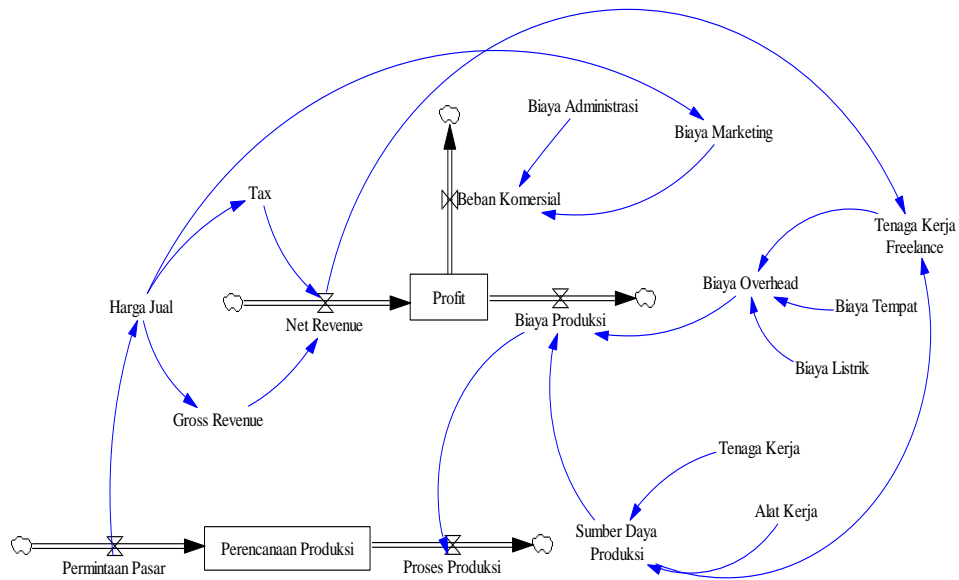 Biaya Administrasi
Biaya Marketing
Tax
Beban Komersial
Tenaga Kerja
Freelance
Harga Jual
Net Revenue
Profit
Biaya Produksi
Biaya Overhead
Biaya Tempat
Biaya Listrik
Gross Revenue
Tenaga Kerja
Alat Kerja
Sumber Daya
Produksi
Permintaan Pasar
Perencanaan Produksi
Proses Produksi